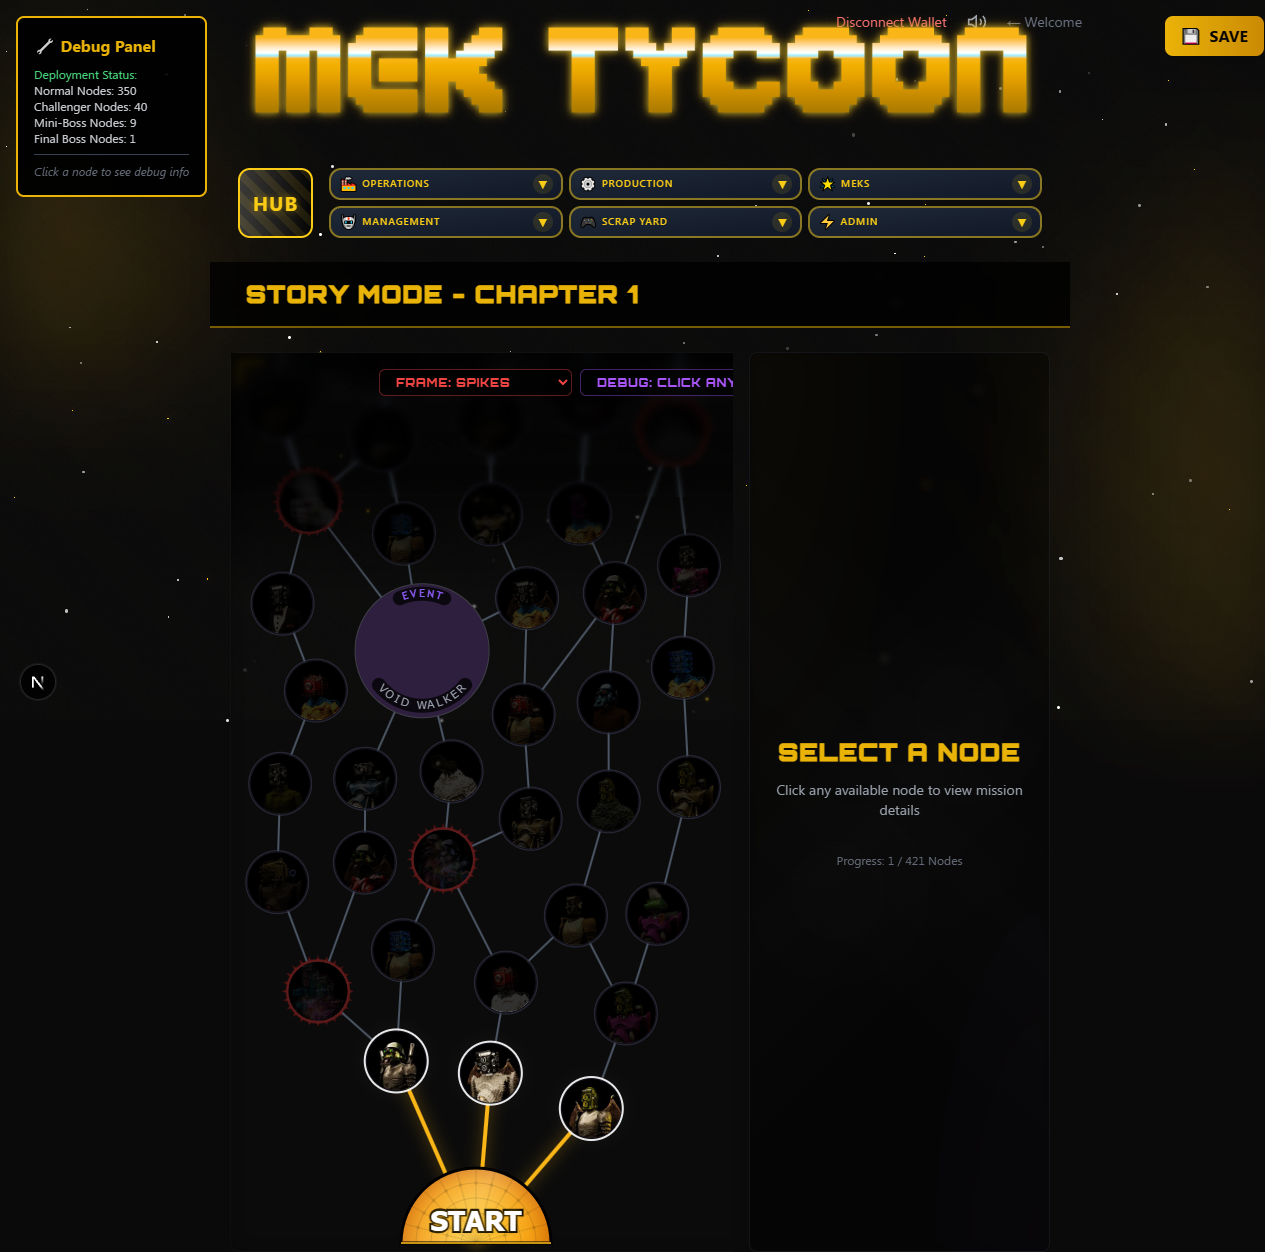 Debug Panel
Deployment Status:
Normal Nodes: 350
Challenger Nodes: 40
Mini-Boss Nodes: 9
Final Boss Nodes: 1
Click a node to see debug info
Disconnect Wallet
← Welcome
SAVE
MEK TYCOON
HUB
OPERATIONS
PRODUCTION
MEKS
MANAGEMENT
SCRAP YARD
ADMIN
STORY MODE - CHAPTER 1
FRAME: SPIKES
DEBUG: CLICK ANY
EVENT
VOID WALKER
SELECT A NODE
Click any available node to view mission
details
Progress: 1 / 421 Nodes
N
START